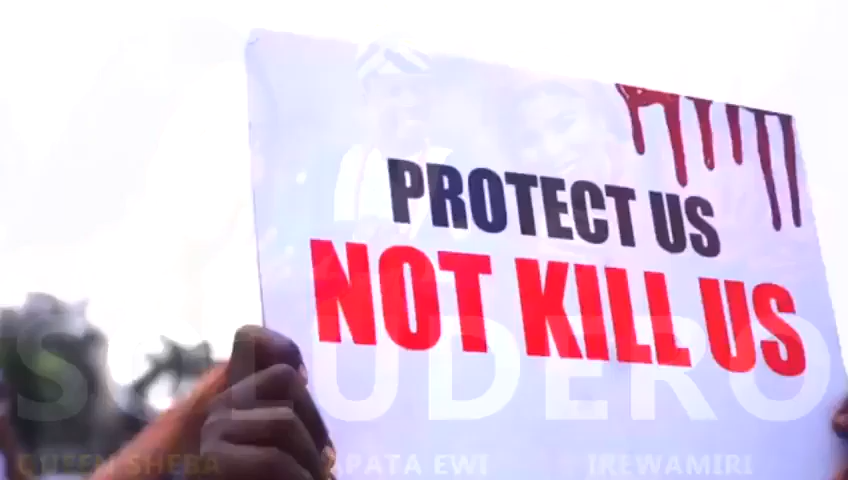 PROTECT US
NOT KILL US
SOLUDERO
QUEEN SHEBA APATA EWI IREWAMIRI